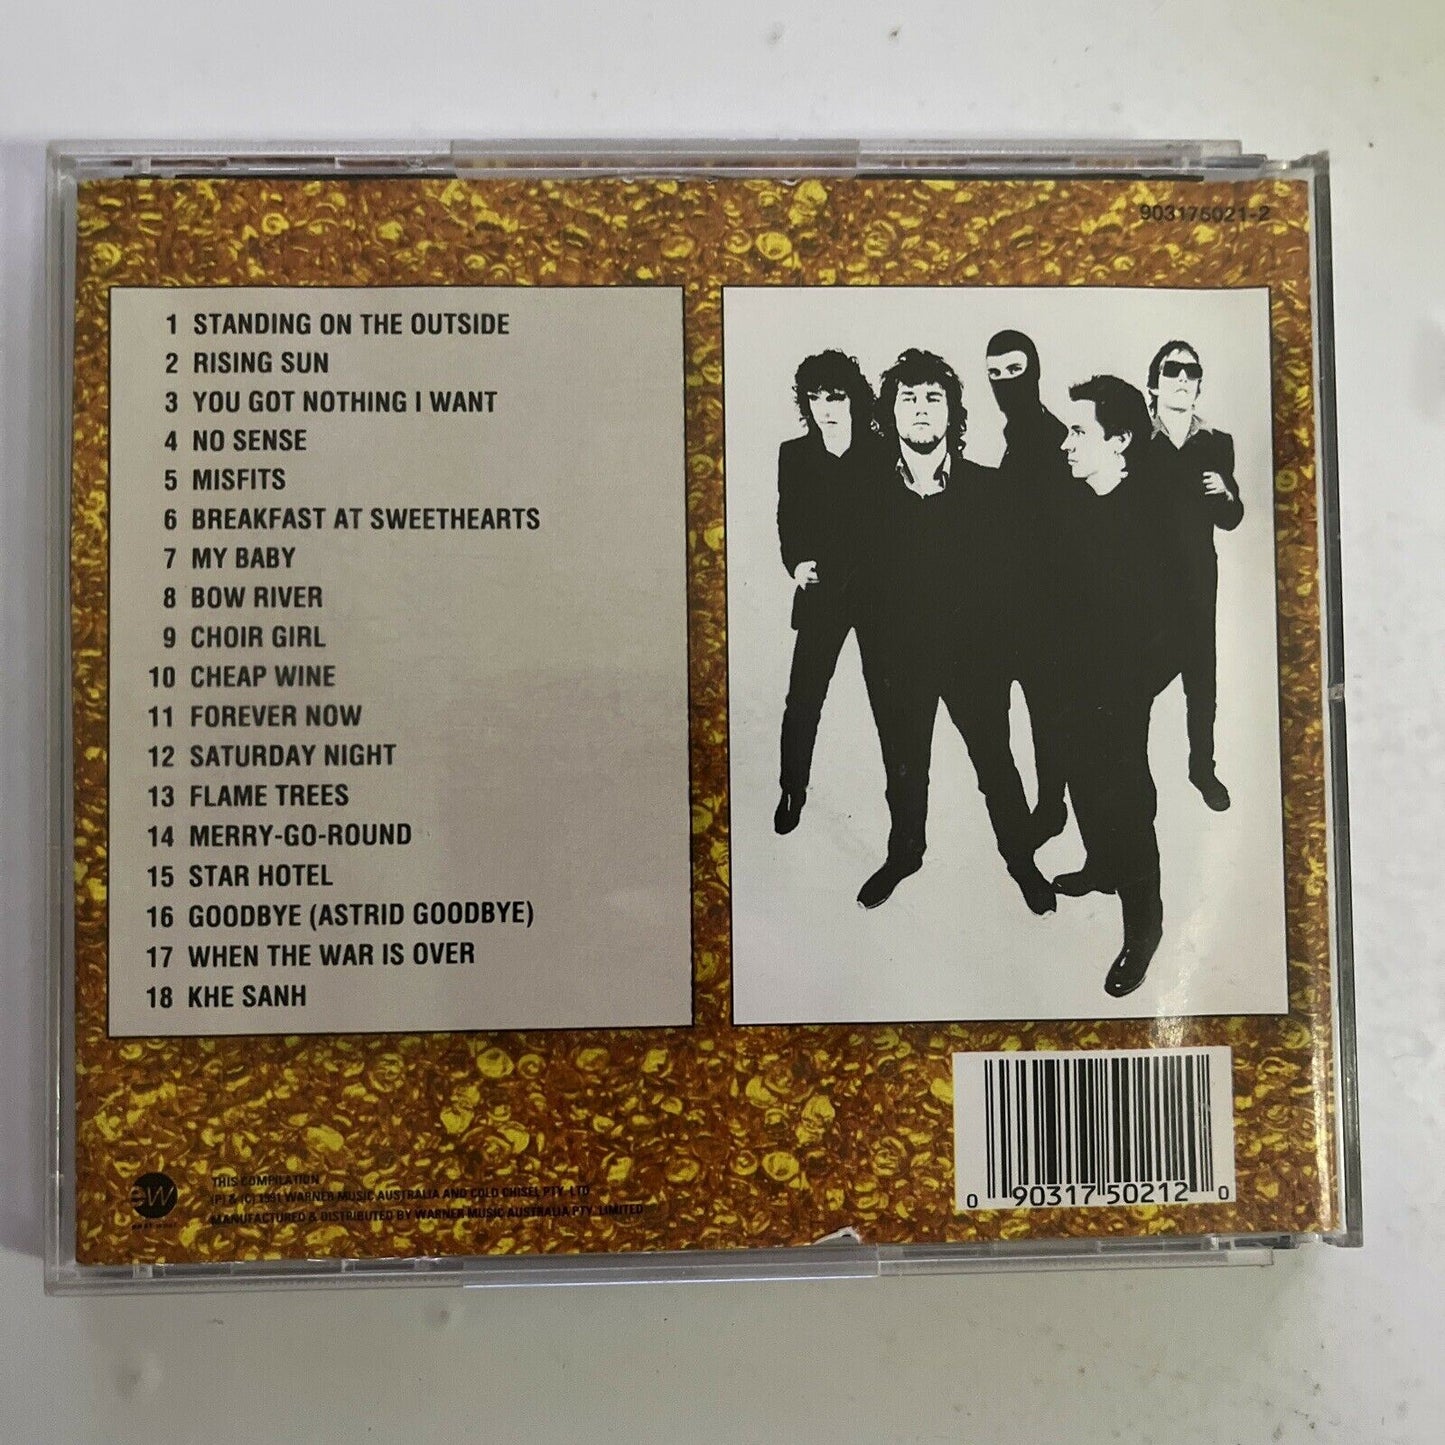 903175021-2
1 STANDING ON THE OUTSIDE
2 RISING SUN
3 YOU GOT NOTHING I WANT
4 NO SENSE
5 MISFITS
6 BREAKFAST AT SWEETHEARTS
7 MY BABY
8 BOW RIVER
9 CHOIR GIRL
10 CHEAP WINE
11 FOREVER NOW
12 SATURDAY NIGHT
13 FLAME TREES
14 MERRY-GO-ROUND
15 STAR HOTEL
16 GOODBYE (ASTRID GOODBYE)
17 WHEN THE WAR IS OVER
18 KHE SANH
ew
east west
THIS COMPILATION
(P) & (C) 1991 WARNER MUSIC AUSTRALIA AND COLD CHISEL PTY. LTD
MANUFACTURED & DISTRIBUTED BY WARNER MUSIC AUSTRALIA PTY. LIMITED
0 90317 50212 0